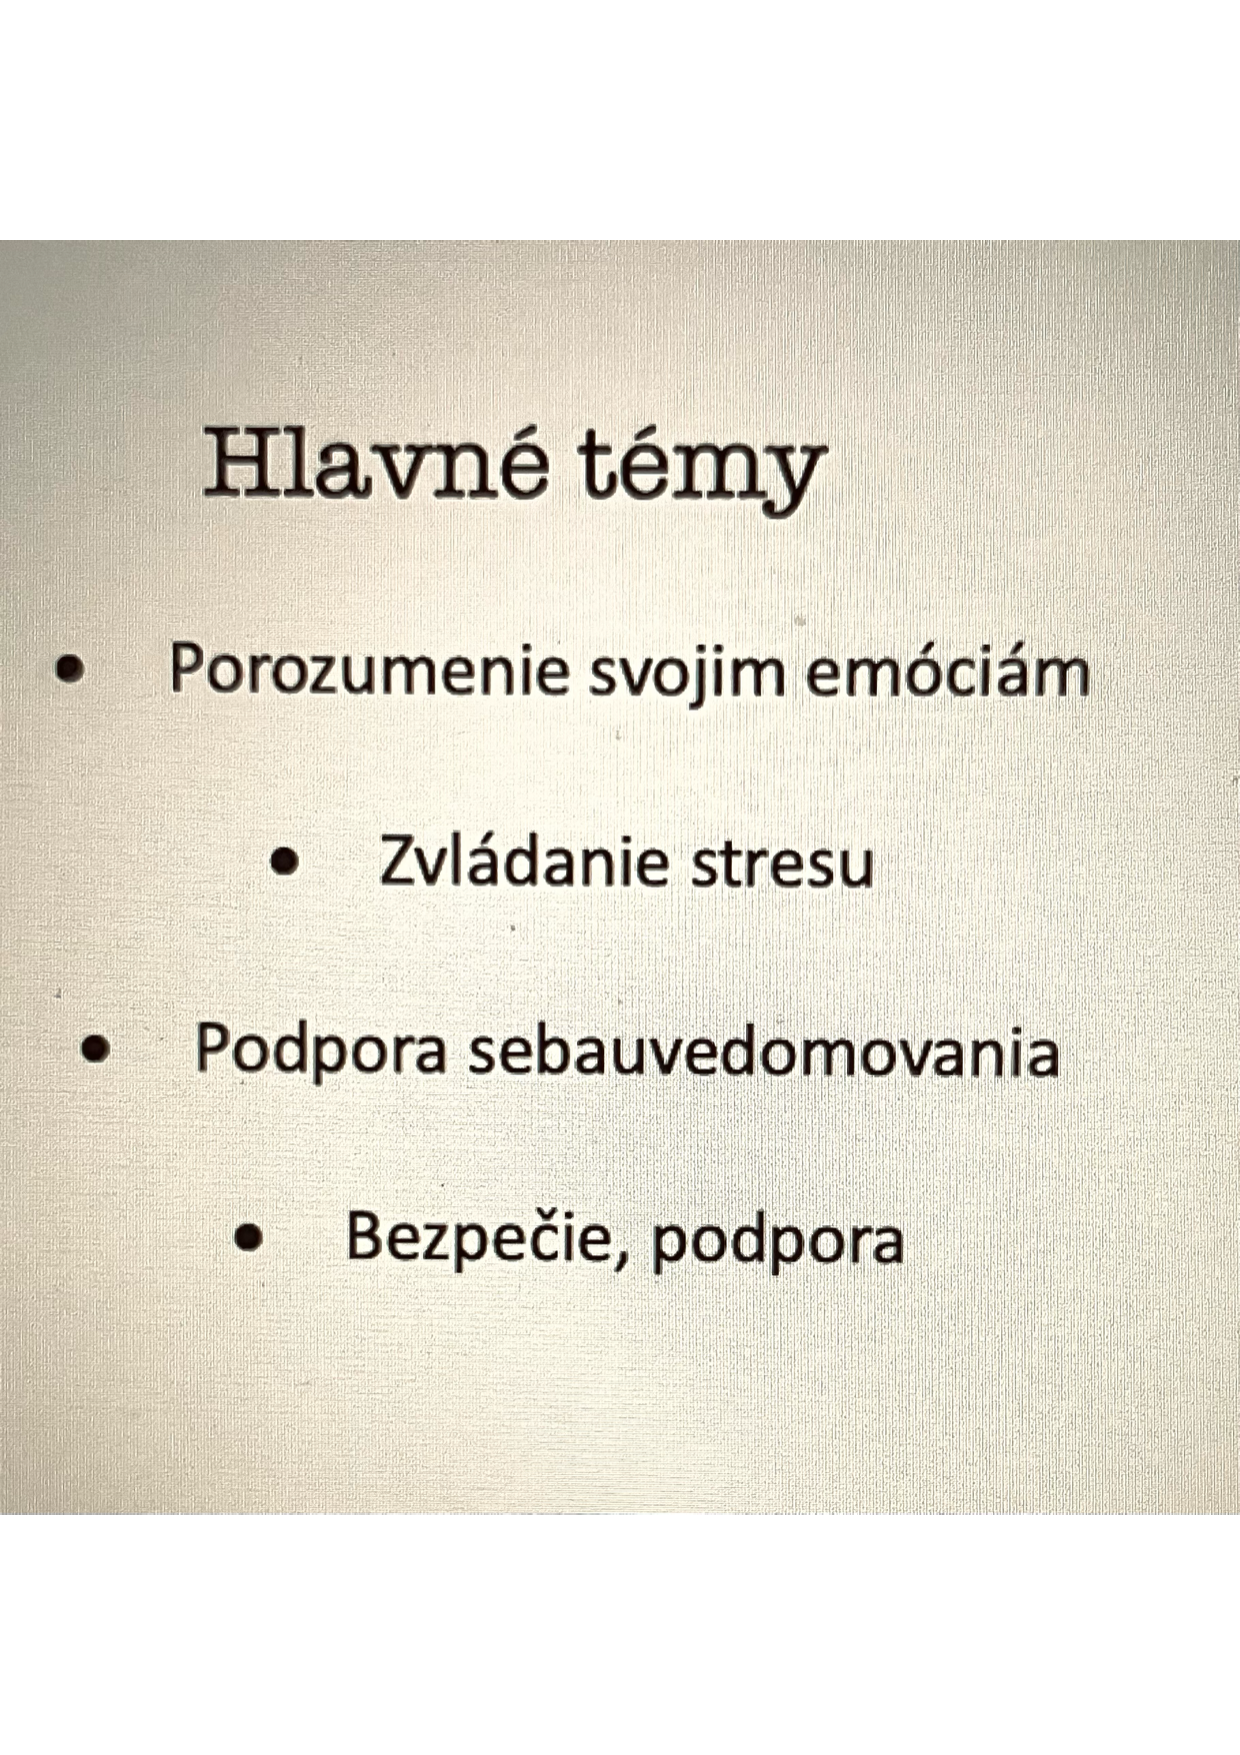 Hlavné témy
• Porozumenie svojim emóciám
• Zvládanie stresu
• Podpora sebauvedomovania
• Bezpečie, podpora